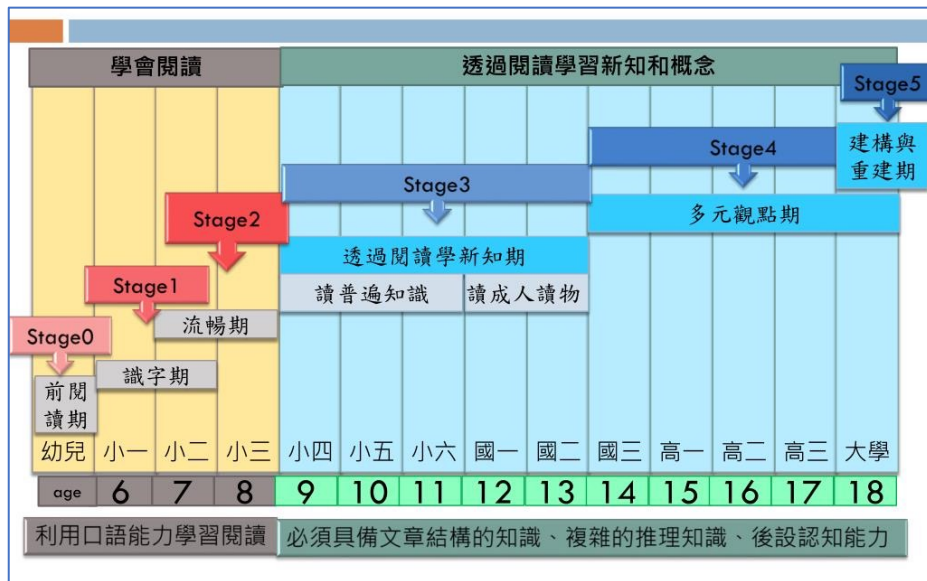 學會閱讀
透過閱讀學習新知和概念
Stage5
建構與
重建期
Stage4
多元觀點期
Stage3
透過閱讀學新知期
讀普遍知識
讀成人讀物
Stage2
流暢期
Stage1
識字期
Stage0
前閱
讀期
幼兒 小一 小二 小三 小四 小五 小六 國一 國二 國三 高一 高二 高三 大學
age 6 7 8 9 10 11 12 13 14 15 16 17 18
利用口語能力學習閱讀
必須具備文章結構的知識、複雜的推理知識、後設認知能力